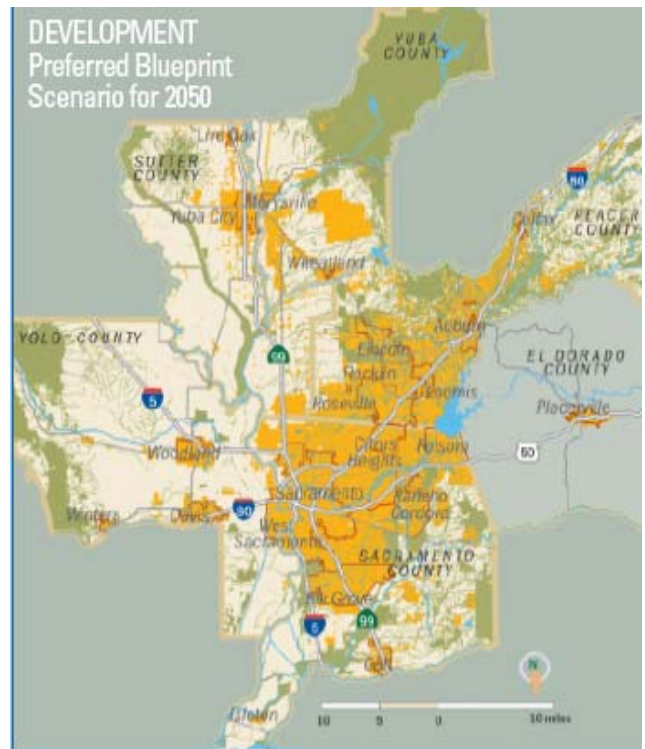 DEVELOPMENT
Preferred Blueprint
Scenario for 2050
YUBA
COUNTY
Live Oak
SUTTER
COUNTY
80
Marysville
Yuba City
Colfax
PLACER
COUNTY
Wheatland
Auburn
YOLO COUNTY
99
Lincoln
EL DORADO
COUNTY
Rocklin
Loomis
5
Roseville
Placerville
Woodland
Citrus
Heights
Folsom
50
Sacramento
Rancho
Cordova
Winters
Davis
80
West
Sacramento
SACRAMENTO
COUNTY
Elk Grove
5
99
Galt
N
Isleton
10 5 0 10 miles